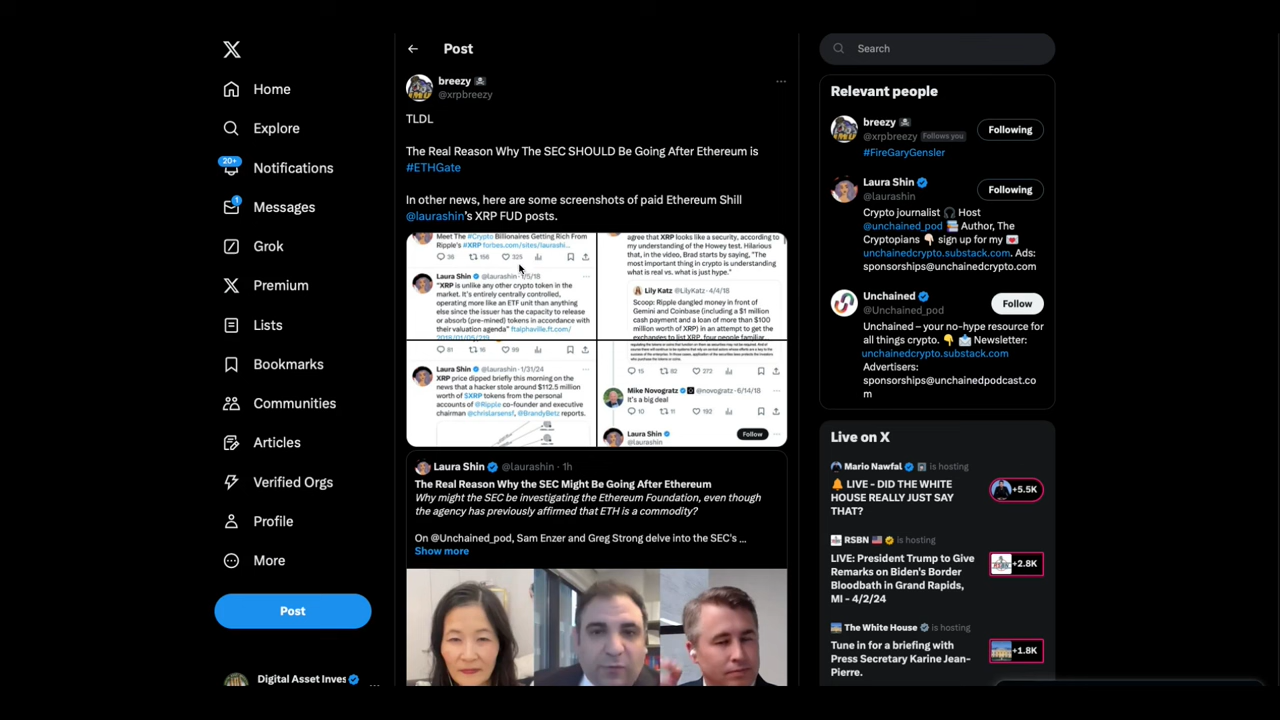 Post
Search
breezy
@xrpbreezy
TLDL
The Real Reason Why The SEC SHOULD Be Going After Ethereum is
#ETHGate
In other news, here are some screenshots of paid Ethereum Shill
@laurashin's XRP FUD posts.
Meet The #Crypto Billionaires Getting Rich From
Ripple's #XRP forbes.com/sites/laurashi...
36 156 325
Laura Shin @laurashin · 1/5/18
"XRP is unlike any other crypto token in the
market. It's entirely centrally controlled,
operating more like an ETF unit than anything
else since the issuer has the capacity to release
or absorb (pre-mined) tokens in accordance with
their valuation agenda" ftalphaville.ft.com/
agree that XRP looks like a security, according to
my understanding of the Howey test. Hilariously
that, in the video, Brad starts by saying, "The
most important thing in crypto is understanding
what is real vs. what is just hype."
Lily Katz @LilyKatz · 4/4/18
Scoop: Ripple dangled money in front of
Gemini and Coinbase (including a $1 million
cash payment and a loan of more than $100
million worth of XRP) in an attempt to get the
exchanges to list XRP, four people familiar
81 16 99
Laura Shin @laurashin · 1/31/24
XRP price dipped briefly this morning on the
news that a hacker stole around $112.5 million
worth of $XRP tokens from the personal
accounts of @Ripple co-founder and executive
chairman @chrislarsensf, @BrandyBetz reports.
15 82 272
Mike Novogratz @novogratz · 6/14/18
It's a big deal
10 11 192
Laura Shin
@laurashin
Follow
Laura Shin @laurashin · 1h
The Real Reason Why the SEC Might Be Going After Ethereum
Why might the SEC be investigating the Ethereum Foundation, even though
the agency has previously affirmed that ETH is a commodity?
On @Unchained_pod, Sam Enzer and Greg Strong delve into the SEC's ...
Show more
Home
Explore
20+
Notifications
1
Messages
Grok
Premium
Lists
Bookmarks
Communities
Articles
Verified Orgs
Profile
More
Post
Digital Asset Inves
Relevant people
breezy
@xrpbreezy Follows you
Following
#FireGaryGensler
Laura Shin
@laurashin
Following
Crypto journalist Host
@unchained_pod Author, The
Cryptopians sign up for my
unchainedcrypto.substack.com. Ads:
sponsorships@unchainedcrypto.com
Unchained
@Unchained_pod
Follow
Unchained – your no-hype resource for
all things crypto. Newsletter:
unchainedcrypto.substack.com
Advertisers:
sponsorships@unchainedpodcast.co
m
Live on X
Mario Nawfal is hosting
LIVE - DID THE WHITE
HOUSE REALLY JUST SAY
THAT?
+5.5K
RSBN is hosting
LIVE: President Trump to Give
Remarks on Biden's Border
Bloodbath in Grand Rapids,
MI - 4/2/24
+2.8K
The White House is hosting
Tune in for a briefing with
Press Secretary Karine Jean-
Pierre.
+1.8K